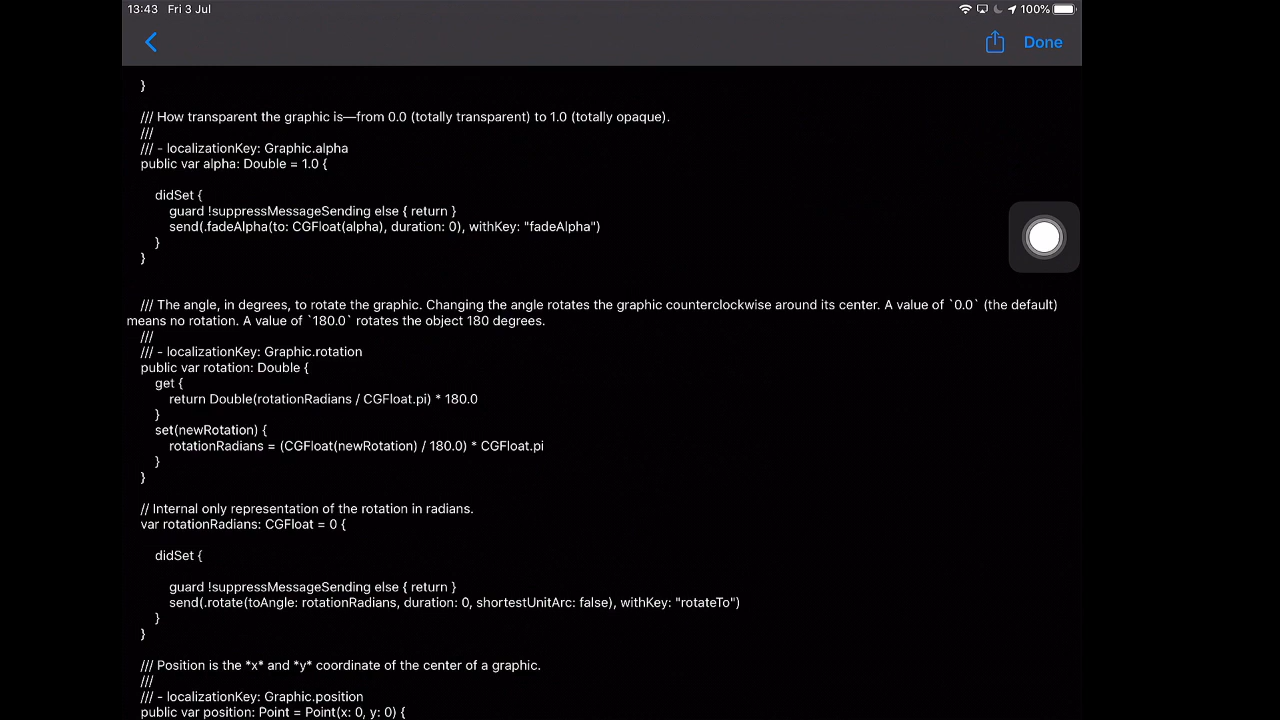 13:43 Fri 3 Jul 100%
Done
}
/// How transparent the graphic is—from 0.0 (totally transparent) to 1.0 (totally opaque).
///
/// - localizationKey: Graphic.alpha
public var alpha: Double = 1.0 {
didSet {
guard !suppressMessageSending else { return }
send(.fadeAlpha(to: CGFloat(alpha), duration: 0), withKey: "fadeAlpha")
}
}
/// The angle, in degrees, to rotate the graphic. Changing the angle rotates the graphic counterclockwise around its center. A value of `0.0` (the default)
means no rotation. A value of `180.0` rotates the object 180 degrees.
///
/// - localizationKey: Graphic.rotation
public var rotation: Double {
get {
return Double(rotationRadians / CGFloat.pi) * 180.0
}
set(newRotation) {
rotationRadians = (CGFloat(newRotation) / 180.0) * CGFloat.pi
}
}
// Internal only representation of the rotation in radians.
var rotationRadians: CGFloat = 0 {
didSet {
guard !suppressMessageSending else { return }
send(.rotate(toAngle: rotationRadians, duration: 0, shortestUnitArc: false), withKey: "rotateTo")
}
}
/// Position is the *x* and *y* coordinate of the center of a graphic.
///
/// - localizationKey: Graphic.position
public var position: Point = Point(x: 0, y: 0) {